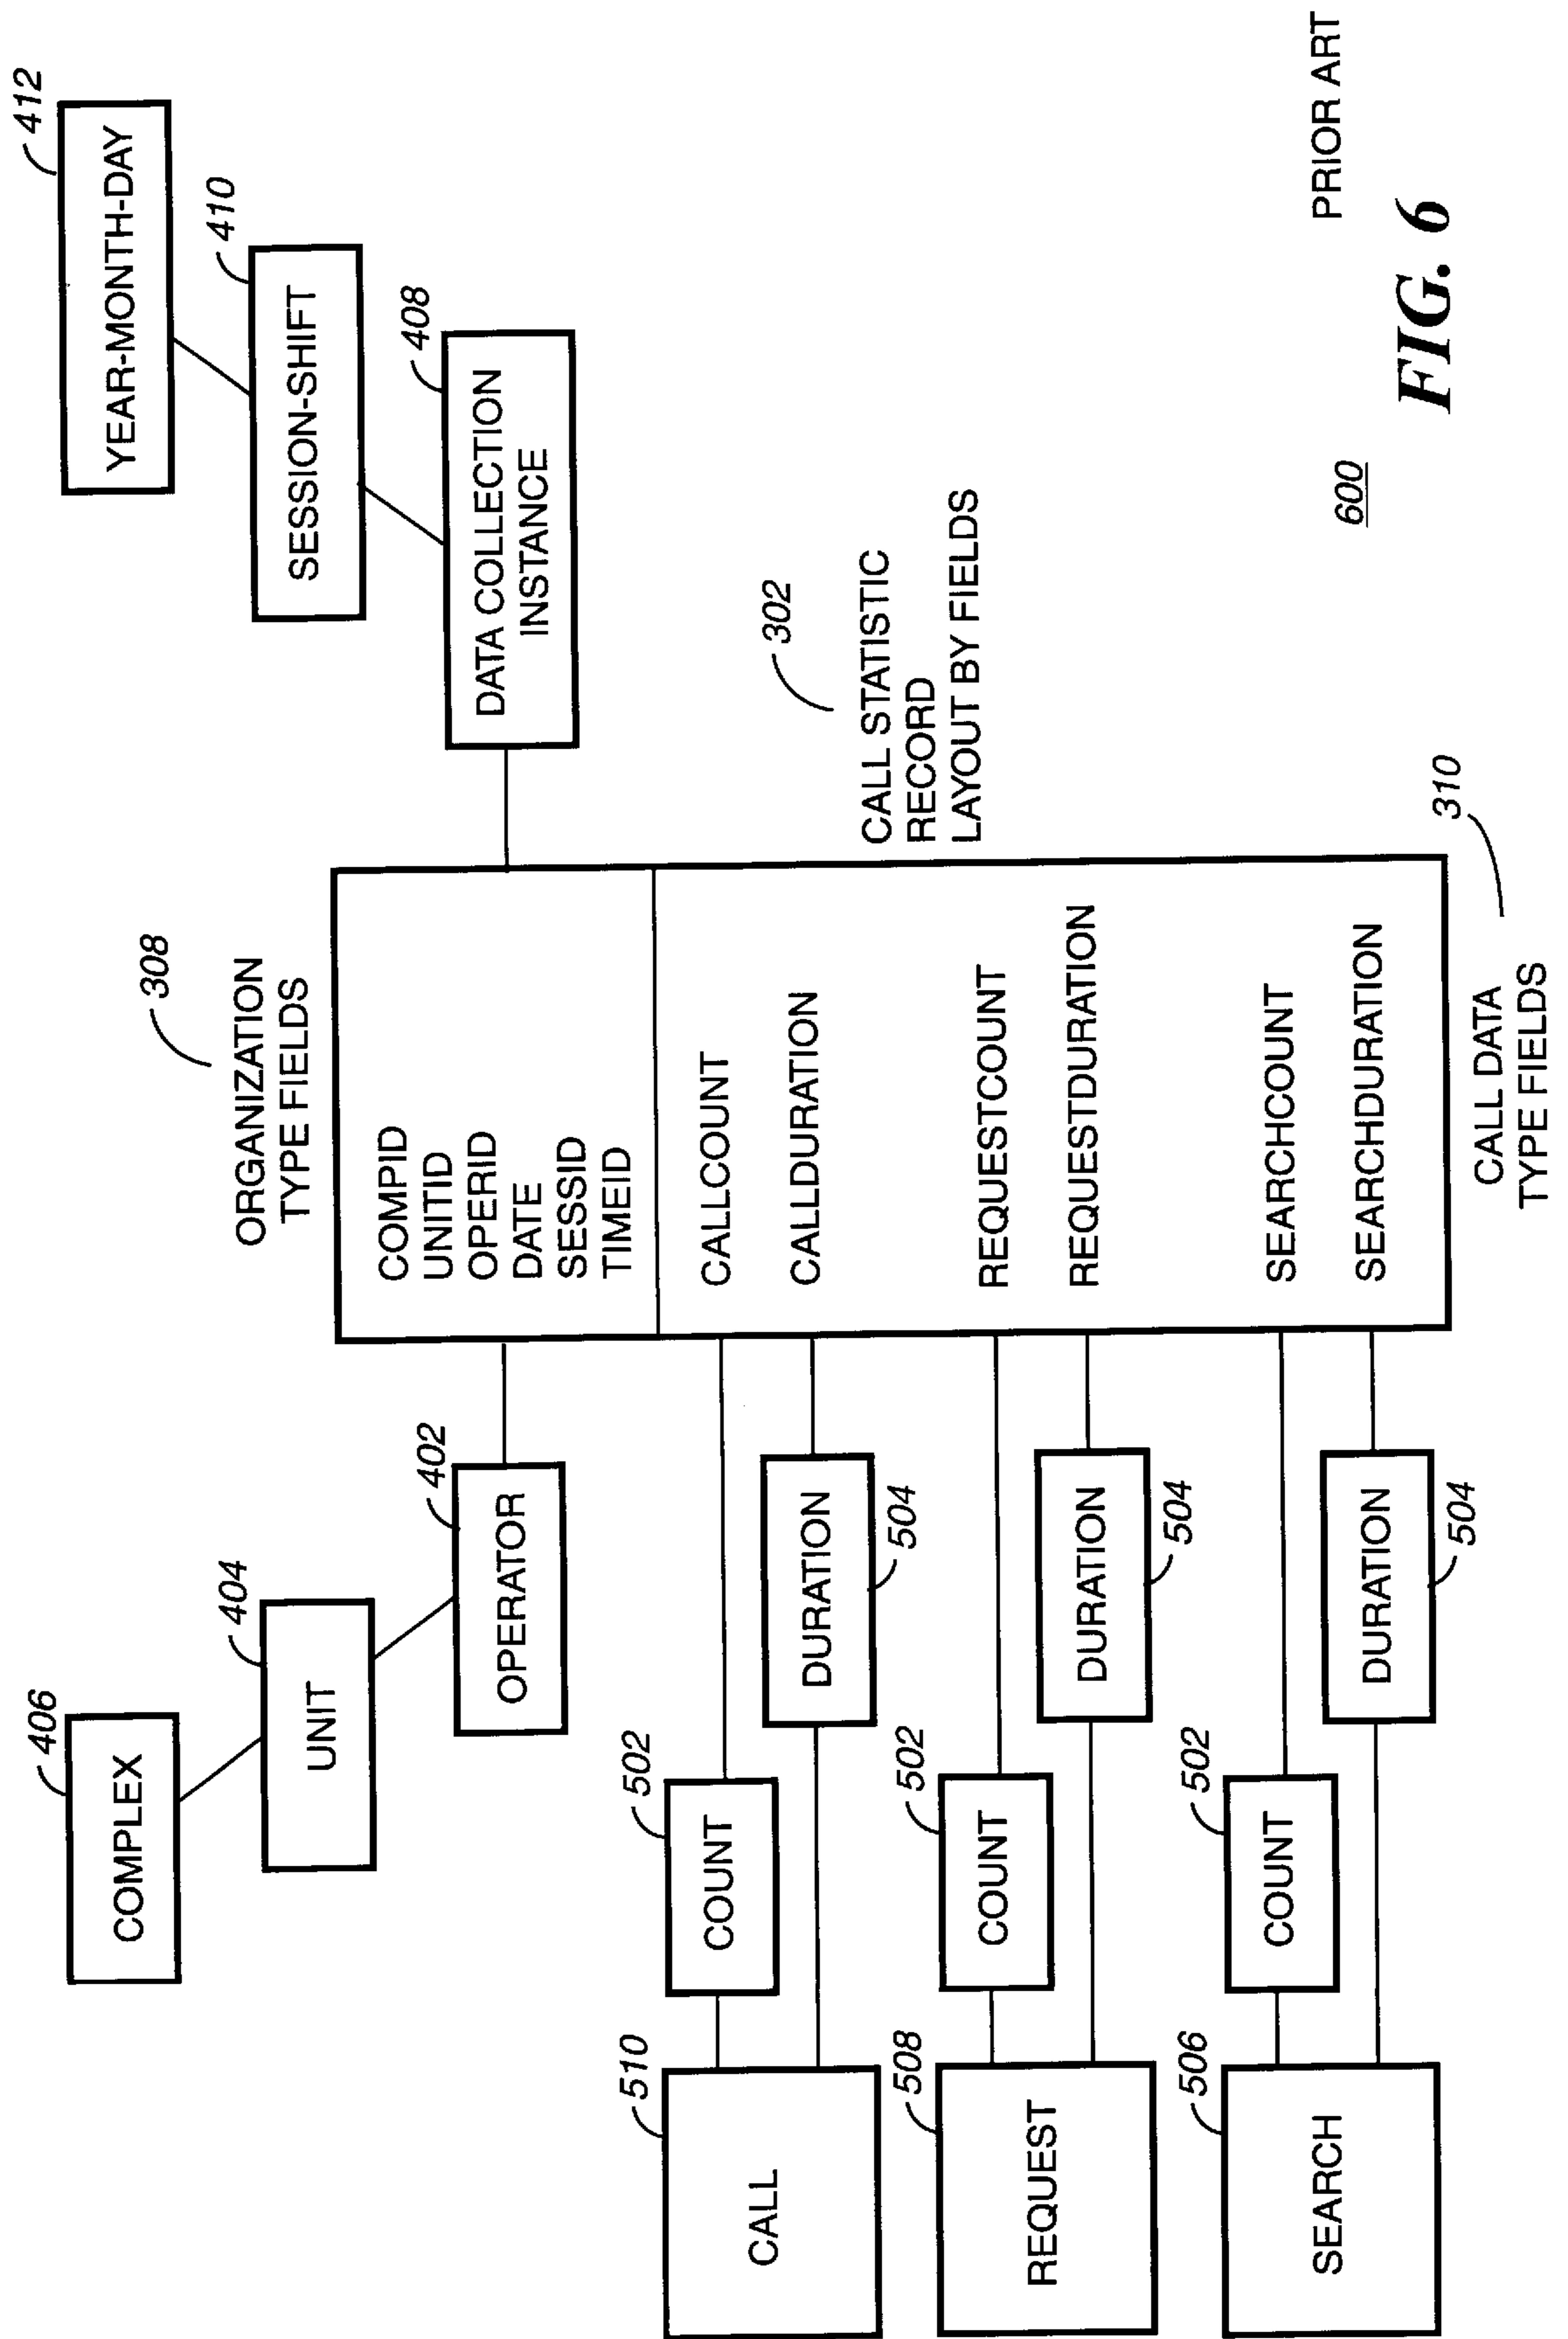 406
COMPLEX
404
UNIT
402
OPERATOR
308
ORGANIZATION
TYPE FIELDS
412
YEAR-MONTH-DAY
410
SESSION-SHIFT
408
DATA COLLECTION
INSTANCE
COMPID
UNITID
OPERID
DATE
SESSID
TIMEID
302
CALL STATISTIC
RECORD
LAYOUT BY FIELDS
510
CALL
502
COUNT
DURATION
504
CALLCOUNT
CALLDURATION
508
REQUEST
502
COUNT
DURATION
504
REQUESTCOUNT
REQUESTDURATION
506
SEARCH
502
COUNT
DURATION
504
SEARCHCOUNT
SEARCHDURATION
310
CALL DATA
TYPE FIELDS
600
PRIOR ART
FIG. 6